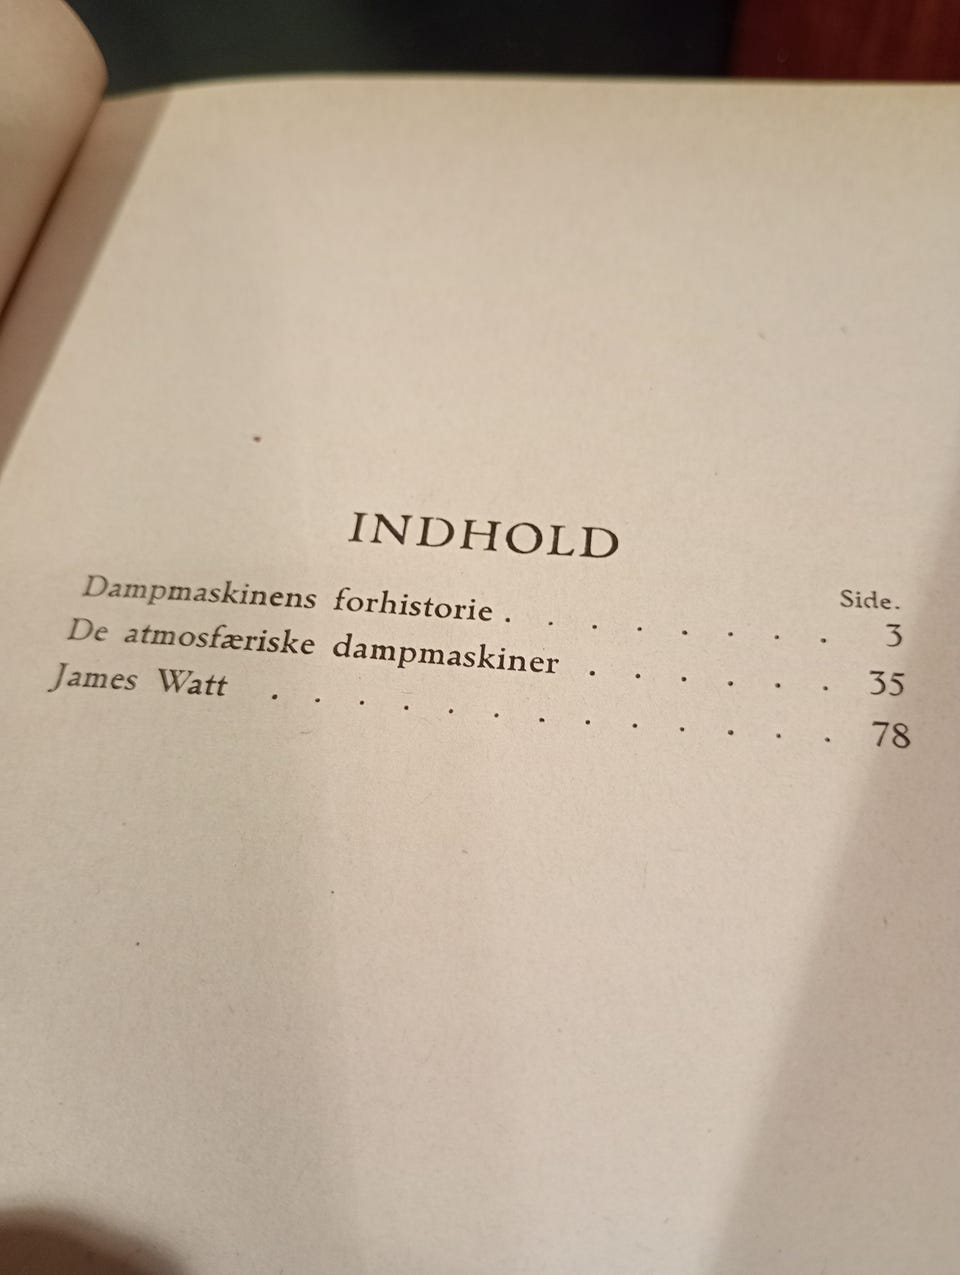 INDHOLD
Side.
Dampmaskinens forhistorie . . . . . . . . 3
De atmosfæriske dampmaskiner . . . . . . 35
James Watt . . . . . . . . . . . . . 78